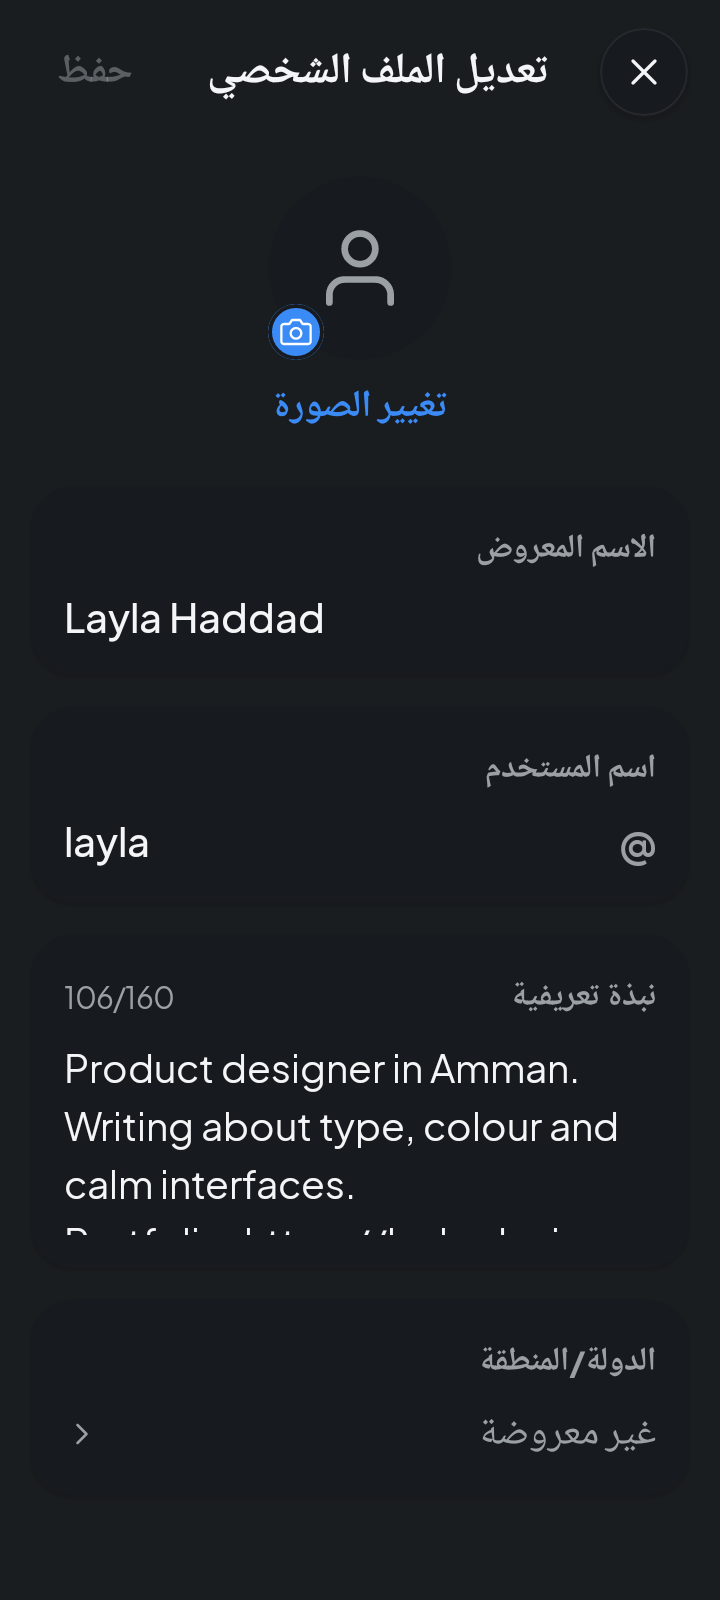 تعديل الملف الشخصي
حفظ
تغيير الصورة
الاسم المعروض
Layla Haddad
اسم المستخدم
@
layla
نبذة تعريفية
106/160
Product designer in Amman.
Writing about type, colour and
calm interfaces.
الدولة/المنطقة
غير معروضة